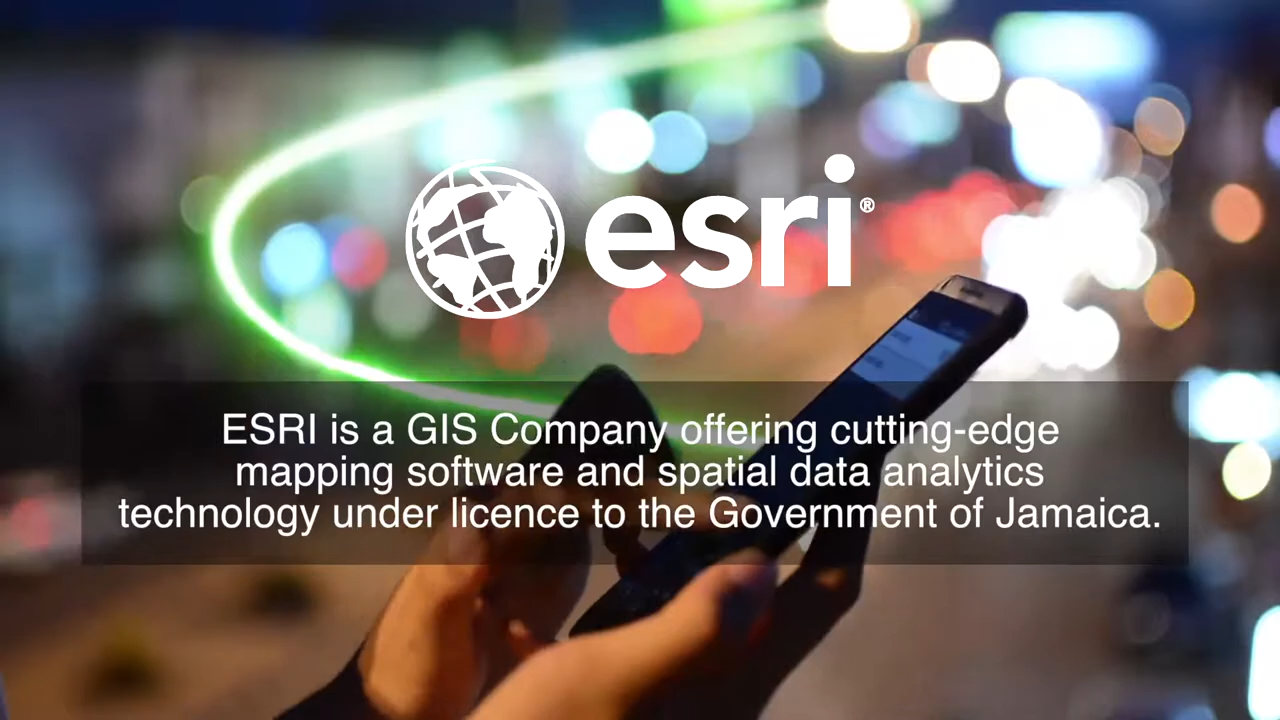 esri®
ESRI is a GIS Company offering cutting-edge
mapping software and spatial data analytics
technology under licence to the Government of Jamaica.